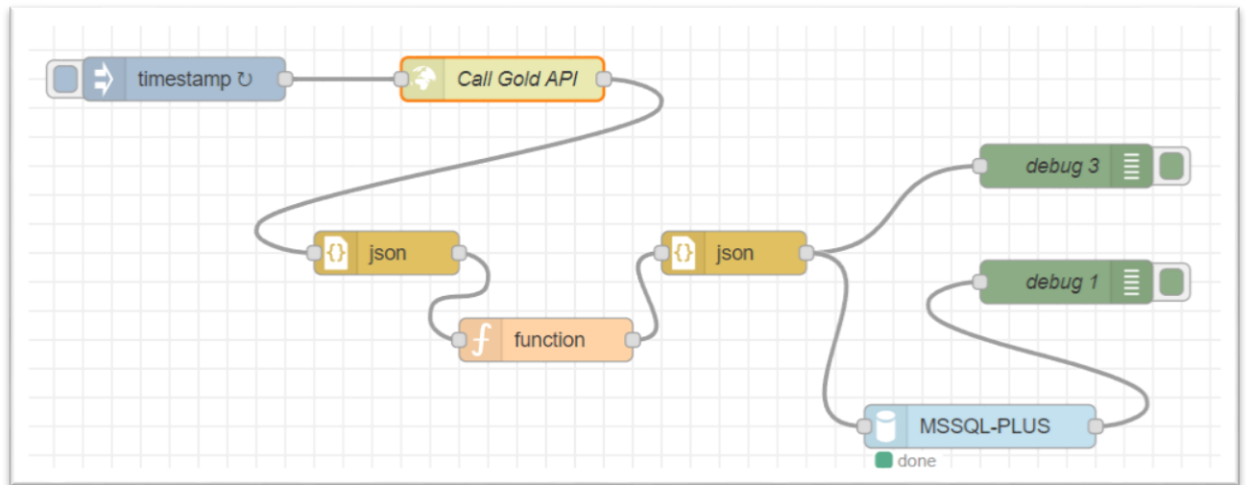 timestamp ↻
Call Gold API
debug 3
json
json
debug 1
function
MSSQL-PLUS
done